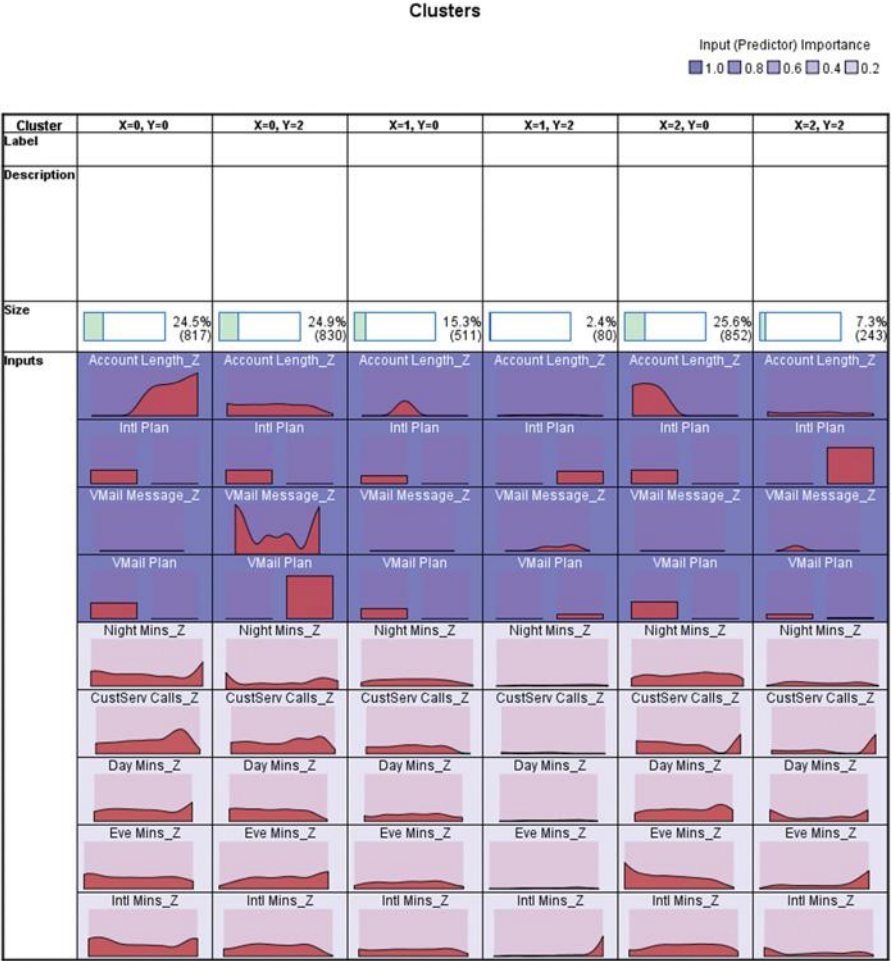 Clusters
Input (Predictor) Importance
1.0 0.8 0.6 0.4 0.2
Cluster X=0, Y=0 X=0, Y=2 X=1, Y=0 X=1, Y=2 X=2, Y=0 X=2, Y=2
Label
Description
Size
24.5% 24.9% 15.3% 2.4% 25.6% 7.3%
(817) (830) (511) (80) (852) (243)
Inputs Account Length_Z Account Length_Z Account Length_Z Account Length_Z Account Length_Z Account Length_Z
Intl Plan Intl Plan Intl Plan Intl Plan Intl Plan Intl Plan
VMail Message_Z VMail Message_Z VMail Message_Z VMail Message_Z VMail Message_Z VMail Message_Z
VMail Plan VMail Plan VMail Plan VMail Plan VMail Plan VMail Plan
Night Mins_Z Night Mins_Z Night Mins_Z Night Mins_Z Night Mins_Z Night Mins_Z
CustServ Calls_Z CustServ Calls_Z CustServ Calls_Z CustServ Calls_Z CustServ Calls_Z CustServ Calls_Z
Day Mins_Z Day Mins_Z Day Mins_Z Day Mins_Z Day Mins_Z Day Mins_Z
Eve Mins_Z Eve Mins_Z Eve Mins_Z Eve Mins_Z Eve Mins_Z Eve Mins_Z
Intl Mins_Z Intl Mins_Z Intl Mins_Z Intl Mins_Z Intl Mins_Z Intl Mins_Z